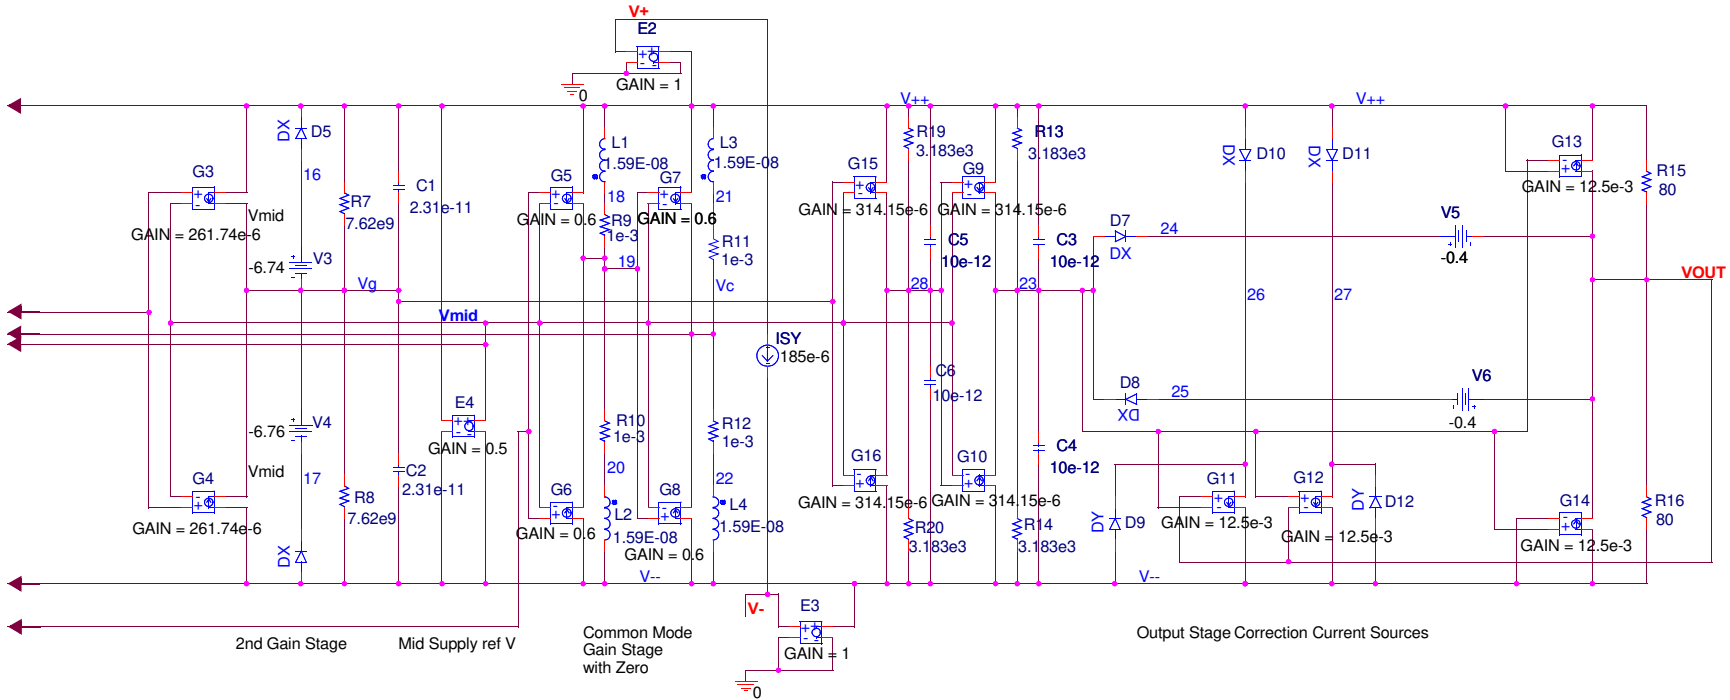 V+
E2
GAIN = 1
0
V++
V++
DX
D5
L1
1.59E-08
L3
1.59E-08
R19
3.183e3
R13
3.183e3
G15
G9
G13
DX
D10
DX
D11
G3
16
G5
18
G7
21
R15
80
GAIN = 12.5e-3
R7
7.62e9
C1
2.31e-11
Vmid
GAIN = 261.74e-6
GAIN = 0.6
R9
1e-3
GAIN = 0.6
GAIN = 314.15e-6
GAIN = 314.15e-6
D7
DX
24
V5
-0.4
R11
1e-3
C5
10e-12
C3
10e-12
-6.74
V3
19
Vg
Vc
28
23
26
27
VOUT
Vmid
ISY
185e-6
C6
10e-12
D8
DX
25
V6
-0.4
-6.76
V4
E4
GAIN = 0.5
R10
1e-3
R12
1e-3
C4
10e-12
Vmid
G4
17
C2
2.31e-11
20
22
G16
G10
G11
G12
R8
7.62e9
G6
G8
L2
1.59E-08
L4
1.59E-08
GAIN = 314.15e-6
GAIN = 314.15e-6
DY
D9
DY
D12
G14
R16
80
GAIN = 261.74e-6
GAIN = 0.6
GAIN = 0.6
R20
3.183e3
R14
3.183e3
GAIN = 12.5e-3
GAIN = 12.5e-3
GAIN = 12.5e-3
DX
V--
V--
V-
E3
GAIN = 1
0
2nd Gain Stage
Mid Supply ref V
Common Mode
Gain Stage
with Zero
Output Stage Correction Current Sources